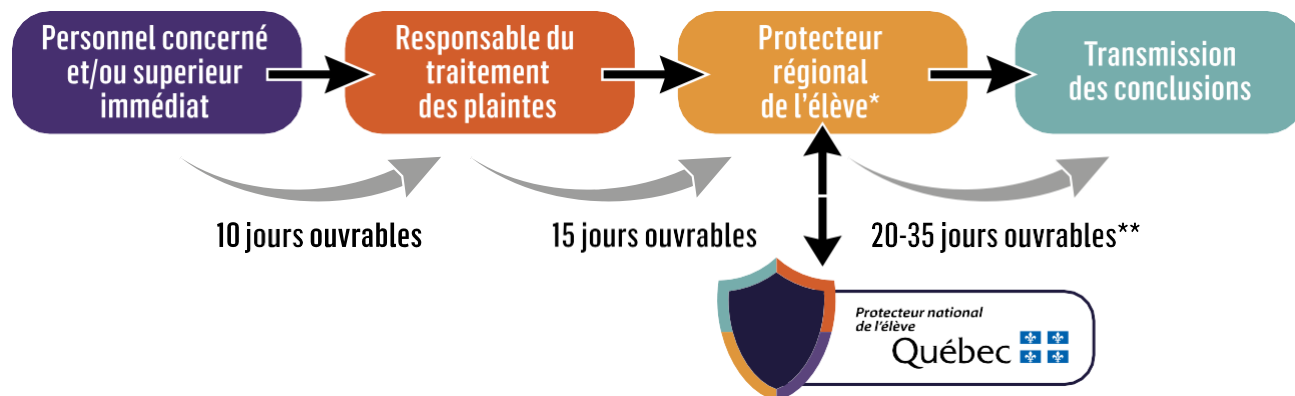 Personnel concerné
et/ou superieur
immédiat
Responsable du
traitement
des plaintes
Protecteur
régional
de l'élève*
Transmission
des conclusions
10 jours ouvrables
15 jours ouvrables
20-35 jours ouvrables**
Protecteur national
de l'élève
Québec